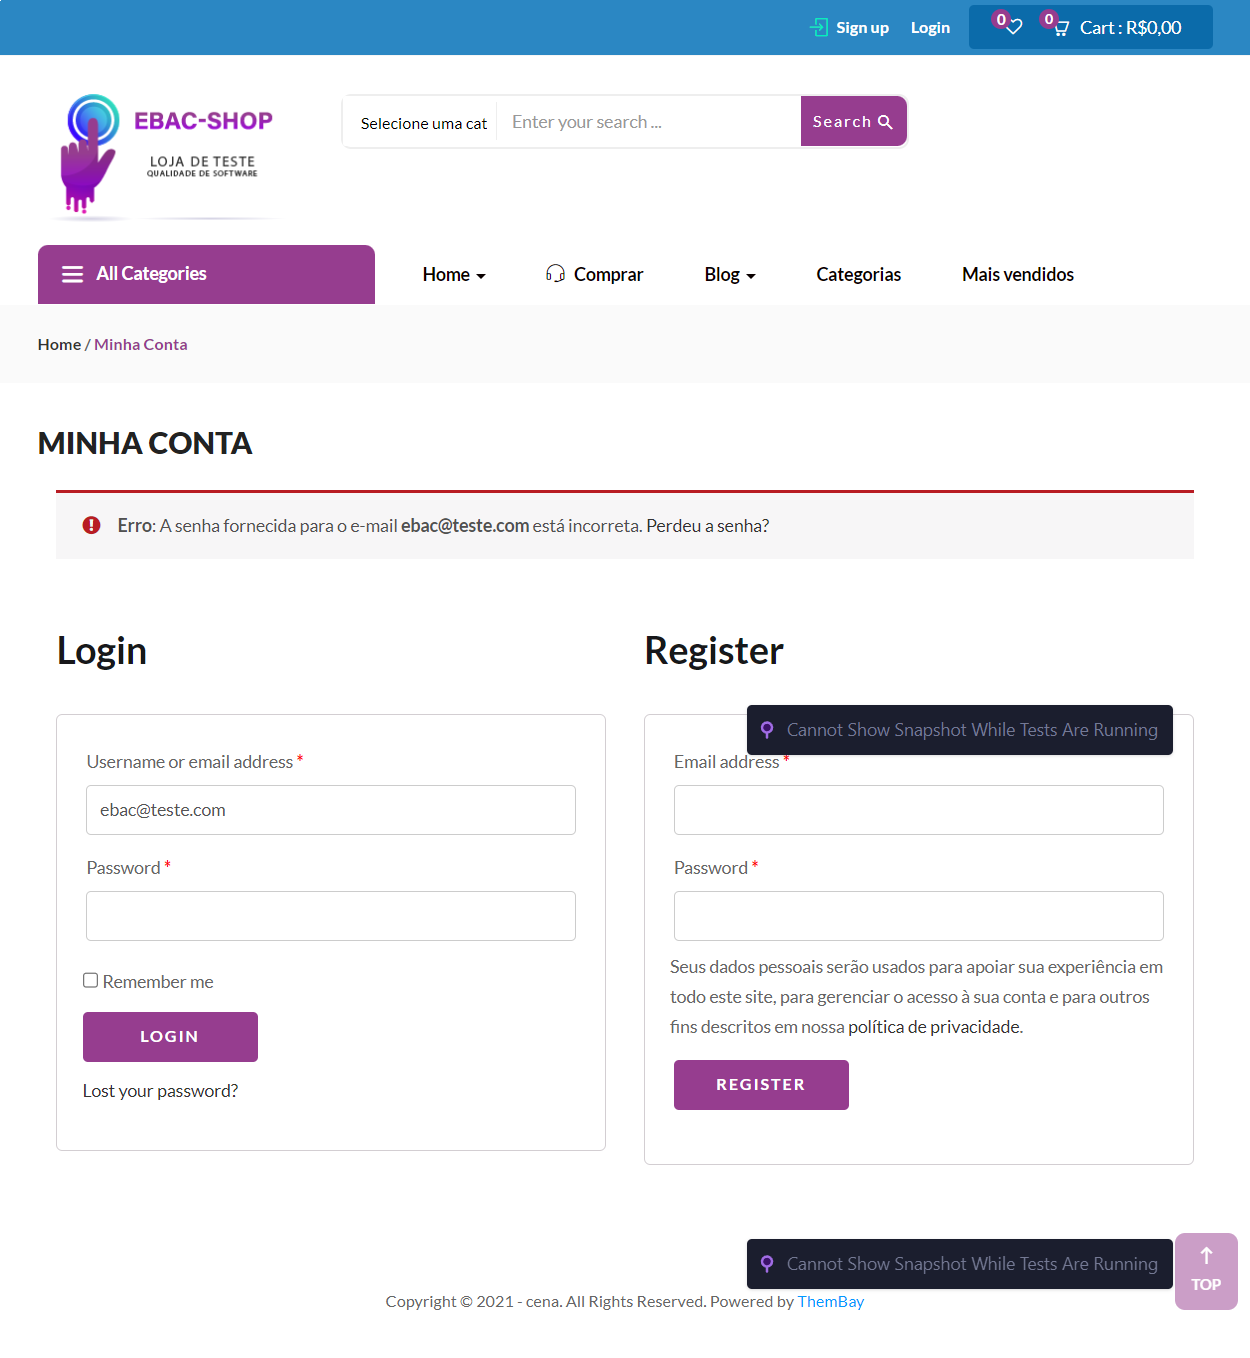 Sign up Login 0 0 Cart : R$0,00
EBAC-SHOP
LOJA DE TESTE
QUALIDADE DE SOFTWARE
Selecione uma cat Enter your search ... Search
All Categories Home Comprar Blog Categorias Mais vendidos
Home / Minha Conta
MINHA CONTA
Erro: A senha fornecida para o e-mail ebac@teste.com está incorreta. Perdeu a senha?
Login
Username or email address *
ebac@teste.com
Password *
Remember me
LOGIN
Lost your password?
Register
Cannot Show Snapshot While Tests Are Running
Email address *
Password *
Seus dados pessoais serão usados para apoiar sua experiência em
todo este site, para gerenciar o acesso à sua conta e para outros
fins descritos em nossa política de privacidade.
REGISTER
Cannot Show Snapshot While Tests Are Running
TOP
Copyright © 2021 - cena. All Rights Reserved. Powered by ThemBay